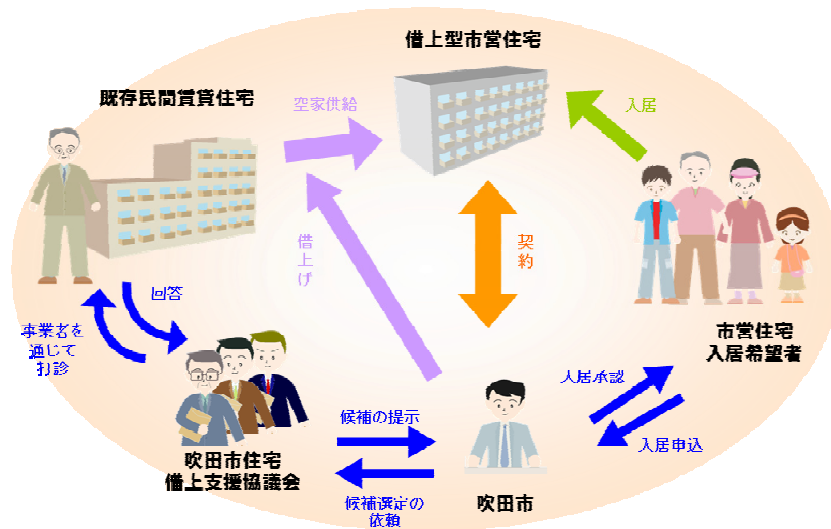 借上型市営住宅
既存民間賃貸住宅
空家供給
入居
借上げ
契約
回答
事業者を
通じて
打診
市営住宅
入居希望者
入居承認
入居申込
候補の提示
吹田市住宅
借上支援協議会
候補選定の
依頼
吹田市